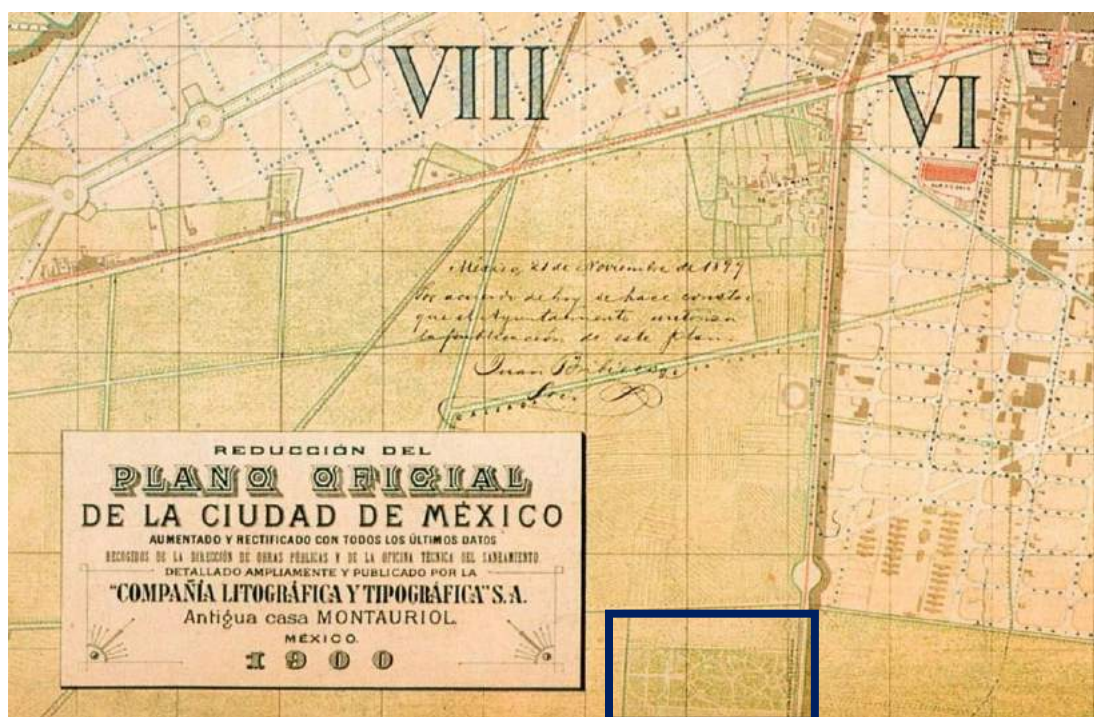 VIII
VI
México, 21 de Noviembre de 1899
Por acuerdo de hoy se hace constar
que el Ayuntamiento autoriza
la publicación de este plano
Juan
REDUCCIÓN DEL
PLANO OFICIAL
DE LA CIUDAD DE MÉXICO
AUMENTADO Y RECTIFICADO CON TODOS LOS ÚLTIMOS DATOS
RECOGIDOS DE LA DIRECCIÓN DE OBRAS PÚBLICAS Y DE LA OFICINA TÉCNICA DEL SANEAMIENTO
DETALLADO AMPLIAMENTE Y PUBLICADO POR LA
"COMPAÑÍA LITOGRÁFICA Y TIPOGRÁFICA" S.A.
Antigua casa MONTAURIOL.
MÉXICO.
1900